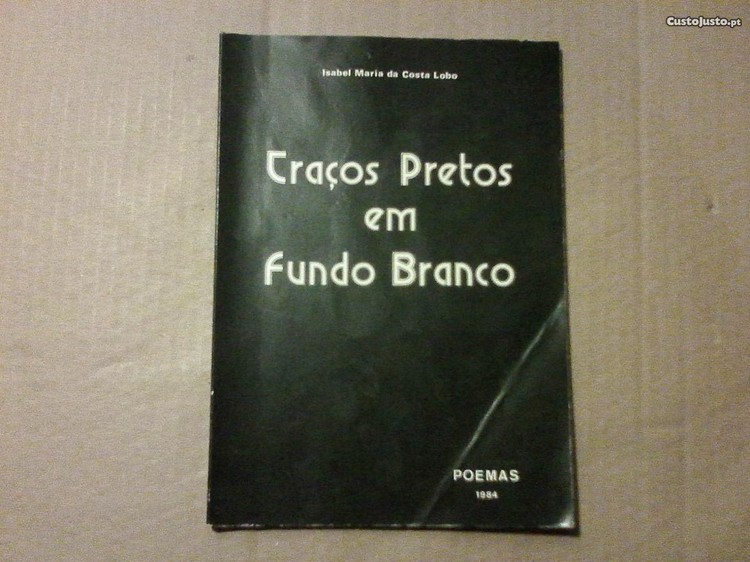 CustoJusto.pt
Isabel Maria da Costa Lobo
Traços Pretos
em
Fundo Branco
POEMAS
1984